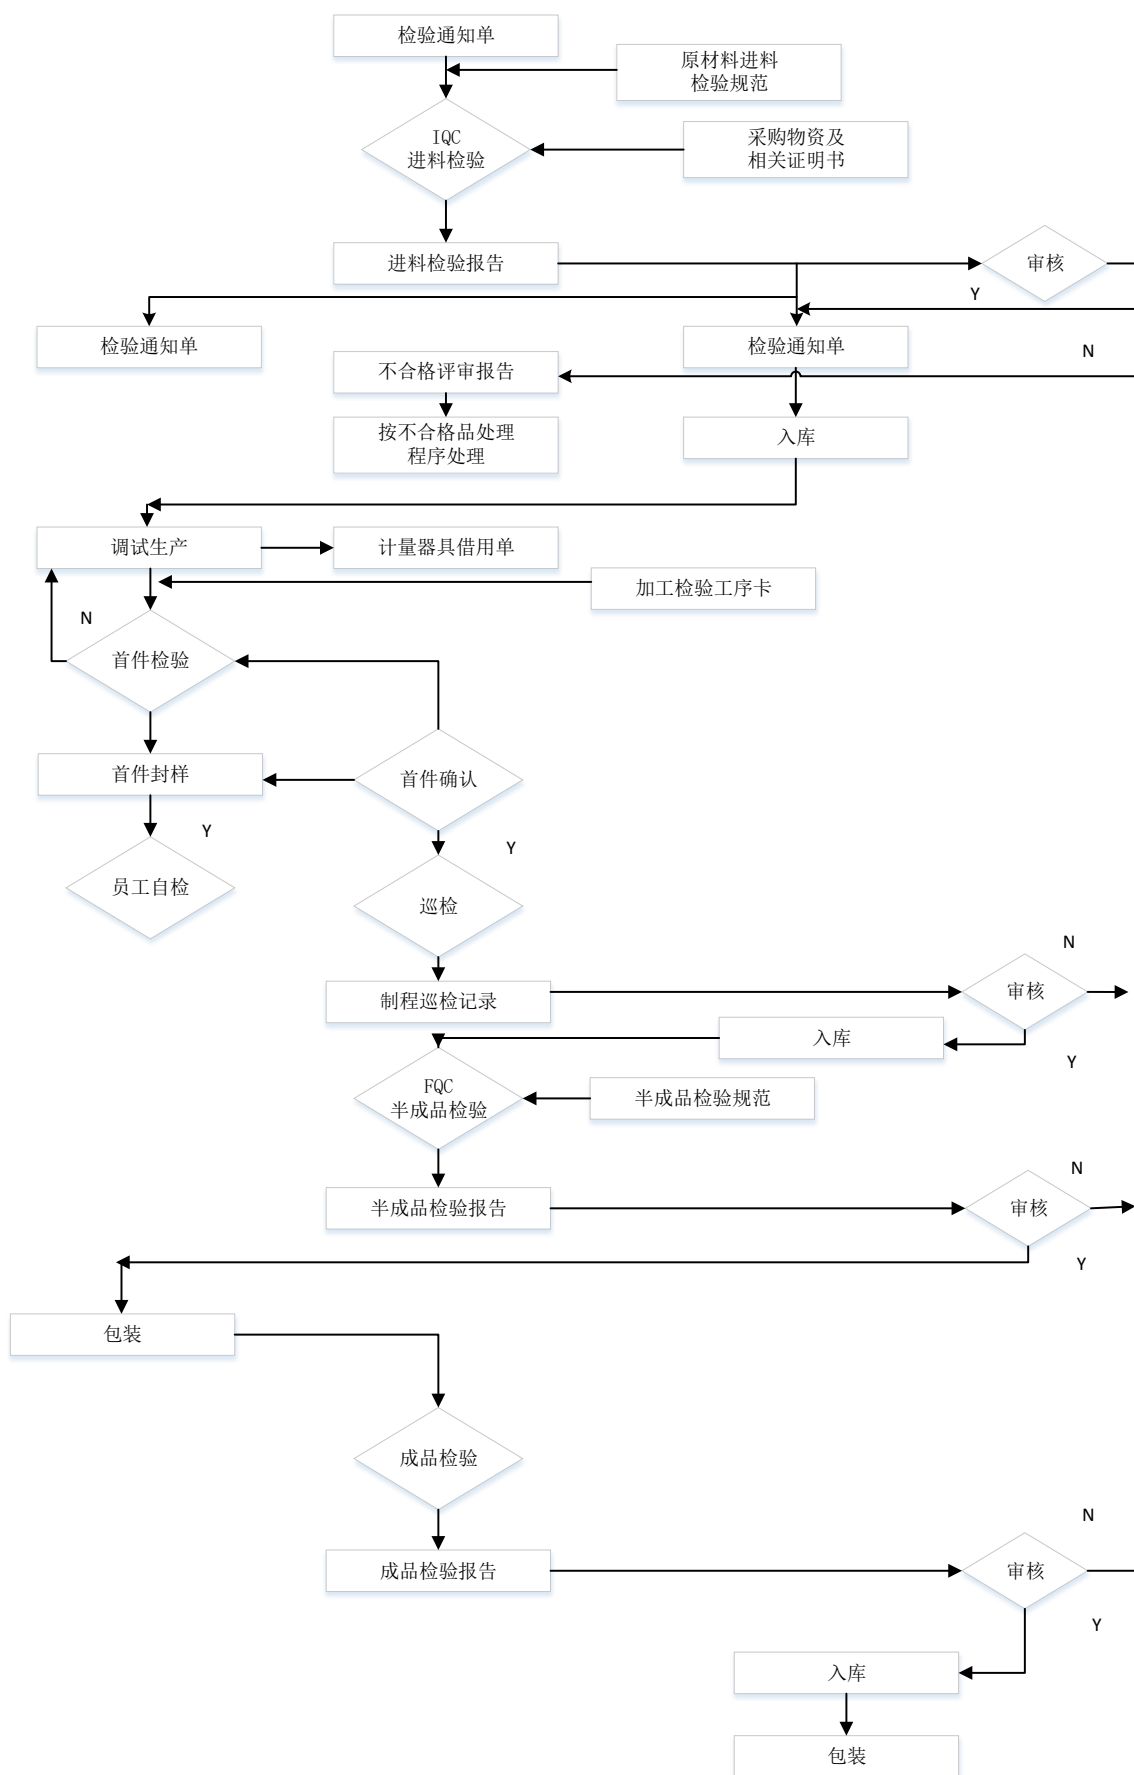 检验通知单
原材料进料
检验规范
IQC
进料检验
采购物资及
相关证明书
进料检验报告
审核
Y
检验通知单
检验通知单
N
不合格评审报告
按不合格品处理
程序处理
入库
调试生产
计量器具借用单
加工检验工序卡
N
首件检验
首件封样
首件确认
Y
Y
员工自检
巡检
N
制程巡检记录
审核
入库
Y
FQC
半成品检验
半成品检验规范
N
半成品检验报告
审核
Y
包装
成品检验
N
成品检验报告
审核
Y
入库
包装